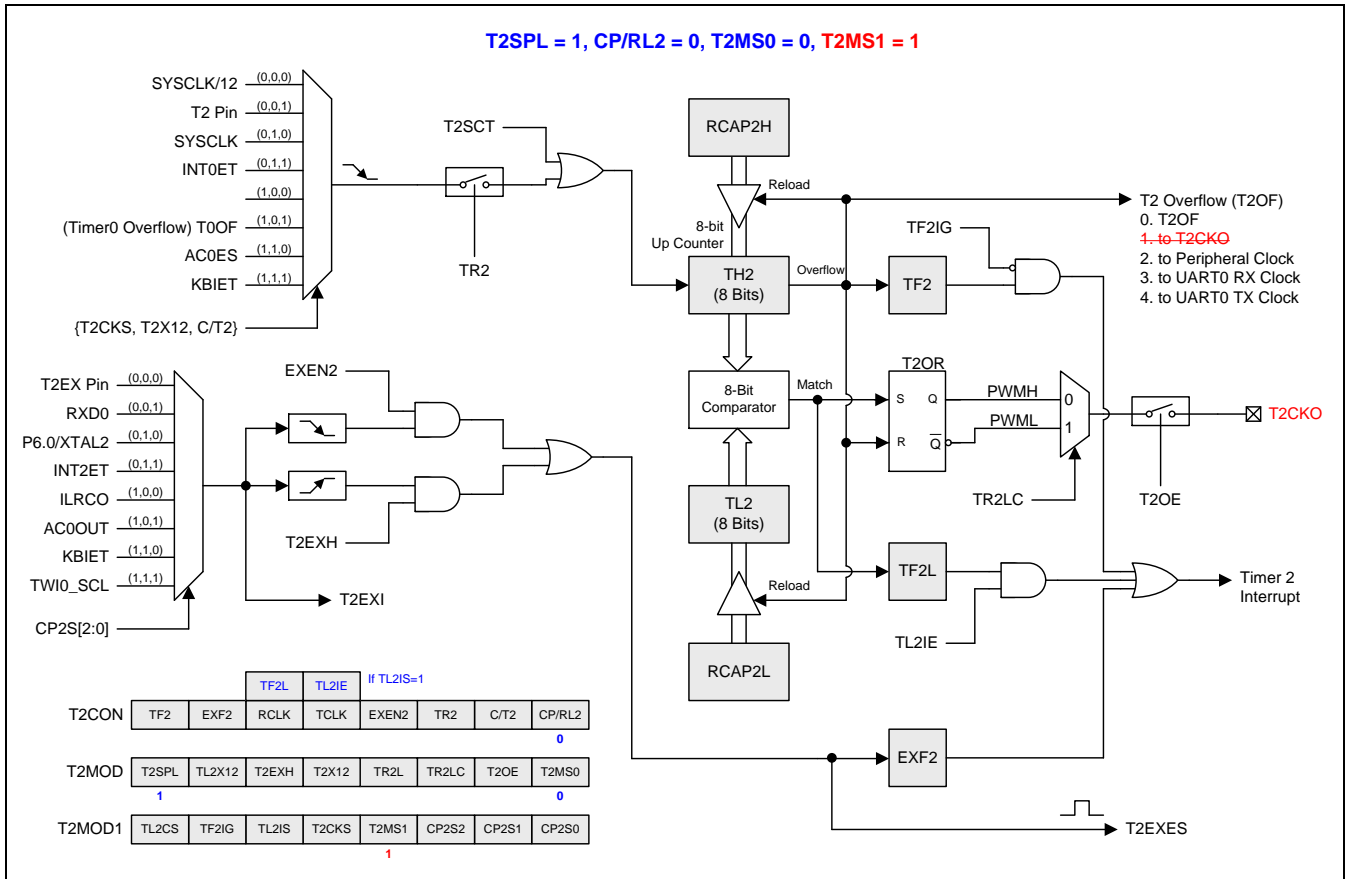 T2SPL = 1, CP/RL2 = 0, T2MS0 = 0, T2MS1 = 1
SYSCLK/12 (0,0,0)
T2 Pin (0,0,1)
SYSCLK (0,1,0)
INT0ET (0,1,1)
(1,0,0)
(Timer0 Overflow) T0OF (1,0,1)
AC0ES (1,1,0)
KBIET (1,1,1)
{T2CKS, T2X12, C/T2}
T2SCT
TR2
RCAP2H
Reload
8-bit
Up Counter
TH2
(8 Bits)
Overflow
TF2IG
TF2
T2 Overflow (T2OF)
0. T2OF
1. to T2CKO
2. to Peripheral Clock
3. to UART0 RX Clock
4. to UART0 TX Clock
T2EX Pin (0,0,0)
RXD0 (0,0,1)
P6.0/XTAL2 (0,1,0)
INT2ET (0,1,1)
ILRCO (1,0,0)
AC0OUT (1,0,1)
KBIET (1,1,0)
TWI0_SCL (1,1,1)
CP2S[2:0]
EXEN2
T2EXH
T2EXI
8-Bit
Comparator
Match
T2OR
S Q
R Q
PWMH
PWML
0
1
TR2LC
T2OE
T2CKO
TL2
(8 Bits)
Reload
RCAP2L
TF2L
TL2IE
Timer 2
Interrupt
EXF2
T2EXES
TF2L TL2IE If TL2IS=1
T2CON TF2 EXF2 RCLK TCLK EXEN2 TR2 C/T2 CP/RL2
0
T2MOD T2SPL TL2X12 T2EXH T2X12 TR2L TR2LC T2OE T2MS0
1 0
T2MOD1 TL2CS TF2IG TL2IS T2CKS T2MS1 CP2S2 CP2S1 CP2S0
1